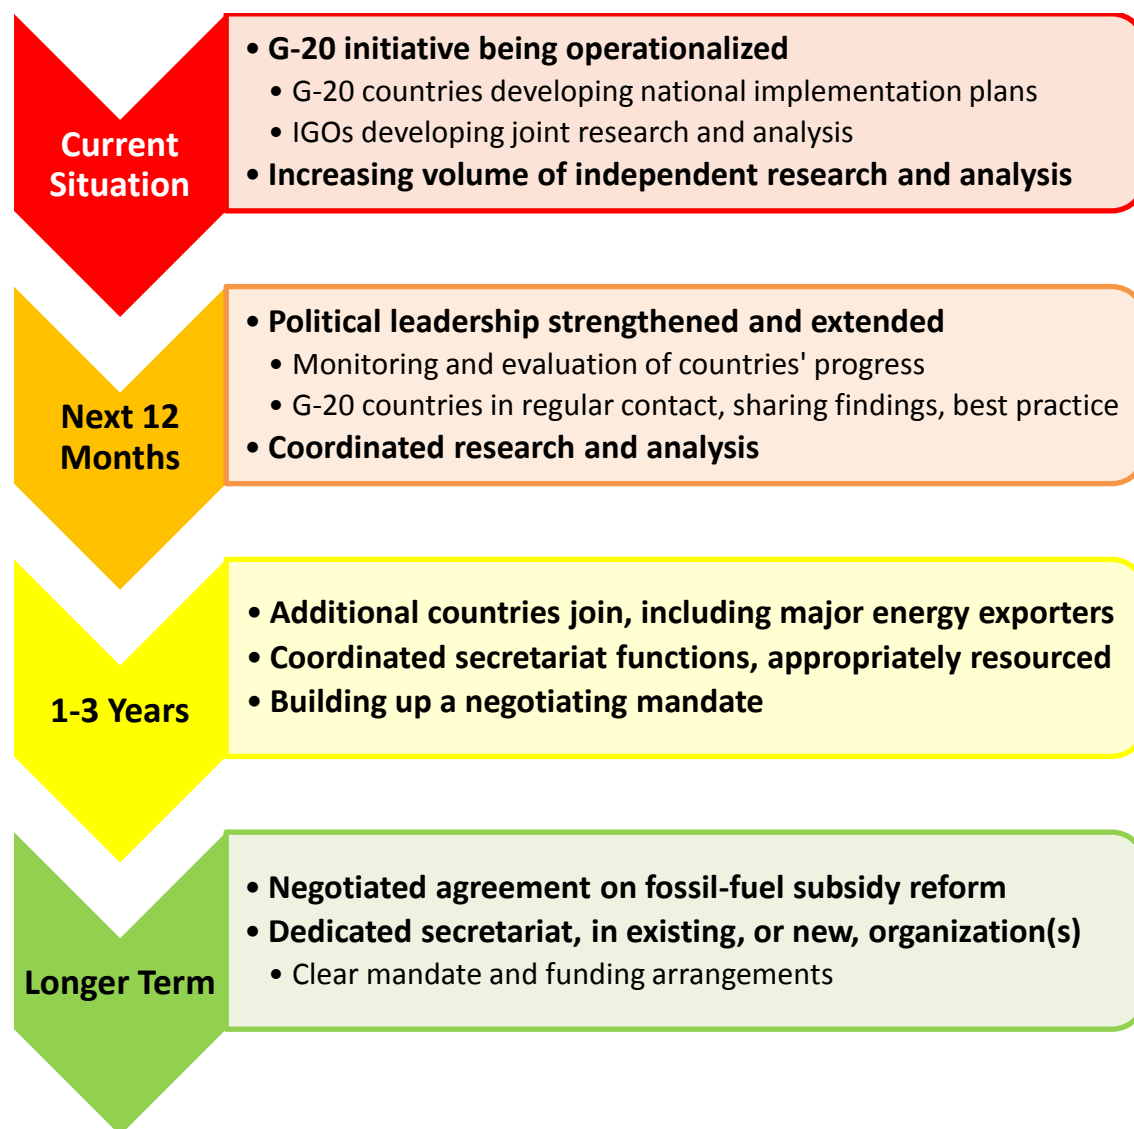 Current
Situation
• G-20 initiative being operationalized
• G-20 countries developing national implementation plans
• IGOs developing joint research and analysis
• Increasing volume of independent research and analysis
Next 12
Months
• Political leadership strengthened and extended
• Monitoring and evaluation of countries' progress
• G-20 countries in regular contact, sharing findings, best practice
• Coordinated research and analysis
1-3 Years
• Additional countries join, including major energy exporters
• Coordinated secretariat functions, appropriately resourced
• Building up a negotiating mandate
Longer Term
• Negotiated agreement on fossil-fuel subsidy reform
• Dedicated secretariat, in existing, or new, organization(s)
• Clear mandate and funding arrangements